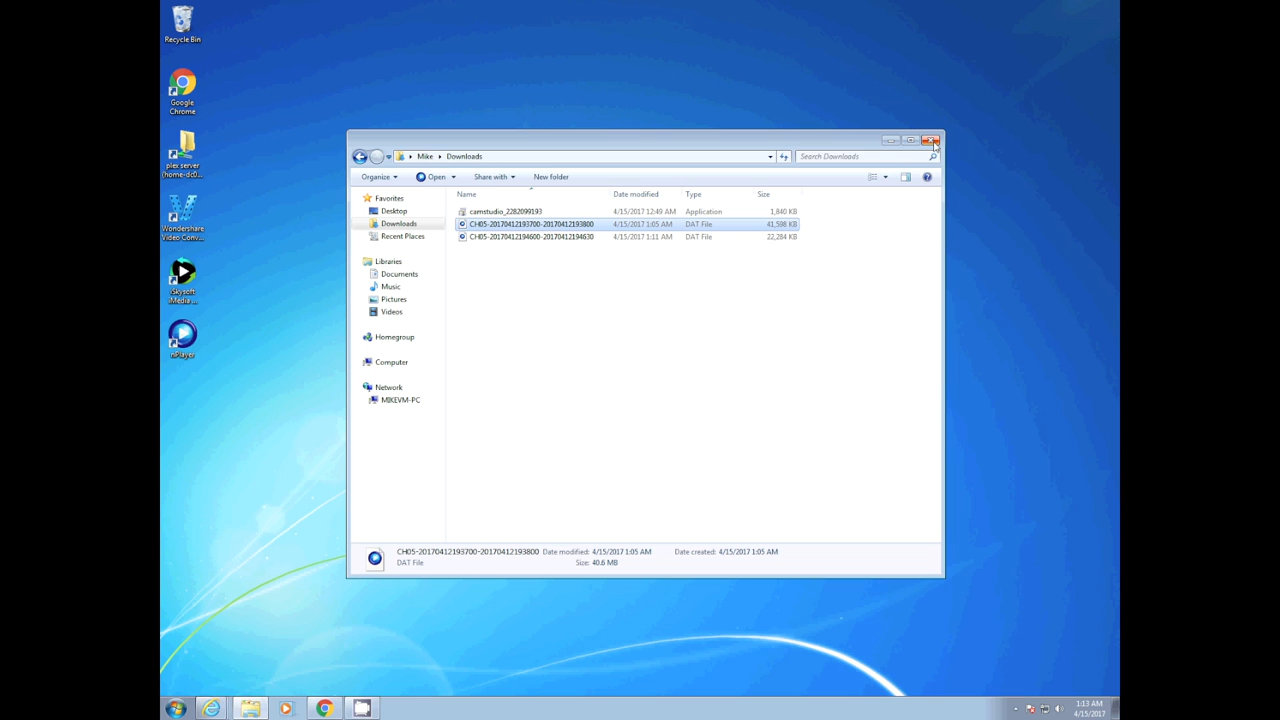 Recycle Bin
Google
Chrome
plex server
(home-dc0...
Wondershare
Video Conv...
iSkysoft
iMedia ...
nPlayer
Mike
Downloads
Search Downloads
Organize
Open
Share with
New folder
Favorites
Desktop
Downloads
Recent Places
Libraries
Documents
Music
Pictures
Videos
Homegroup
Computer
Network
MIKEVM-PC
Name Date modified Type Size
camstudio_2282099193 4/15/2017 12:49 AM Application 1,840 KB
CH05-20170412193700-20170412193800 4/15/2017 1:05 AM DAT File 41,598 KB
CH05-20170412194600-20170412194630 4/15/2017 1:11 AM DAT File 22,284 KB
CH05-20170412193700-20170412193800 Date modified: 4/15/2017 1:05 AM Date created: 4/15/2017 1:05 AM
DAT File Size: 40.6 MB
1:13 AM
4/15/2017